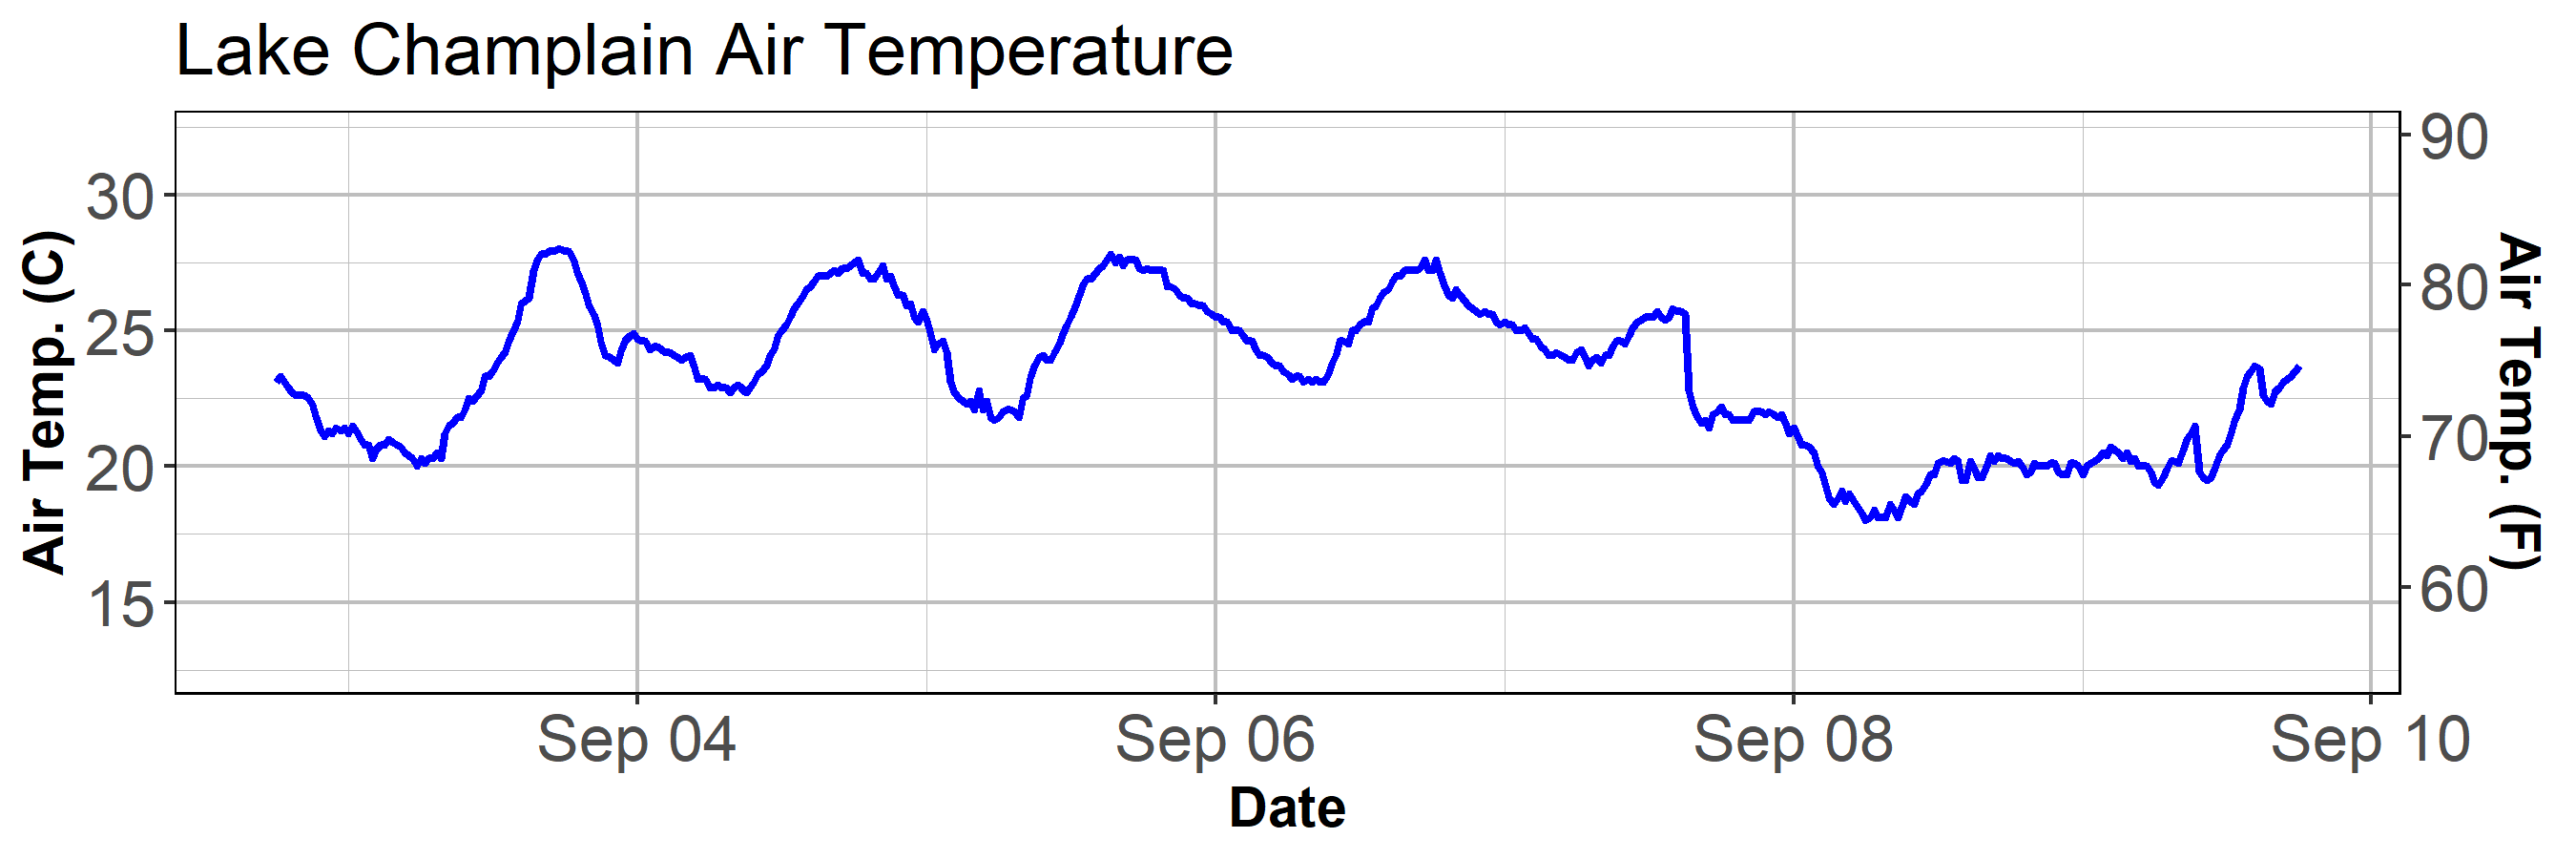 Lake Champlain Air Temperature
Air Temp. (C)
30
25
20
15
90
80
70
60
Air Temp. (F)
Sep 04
Sep 06
Sep 08
Sep 10
Date